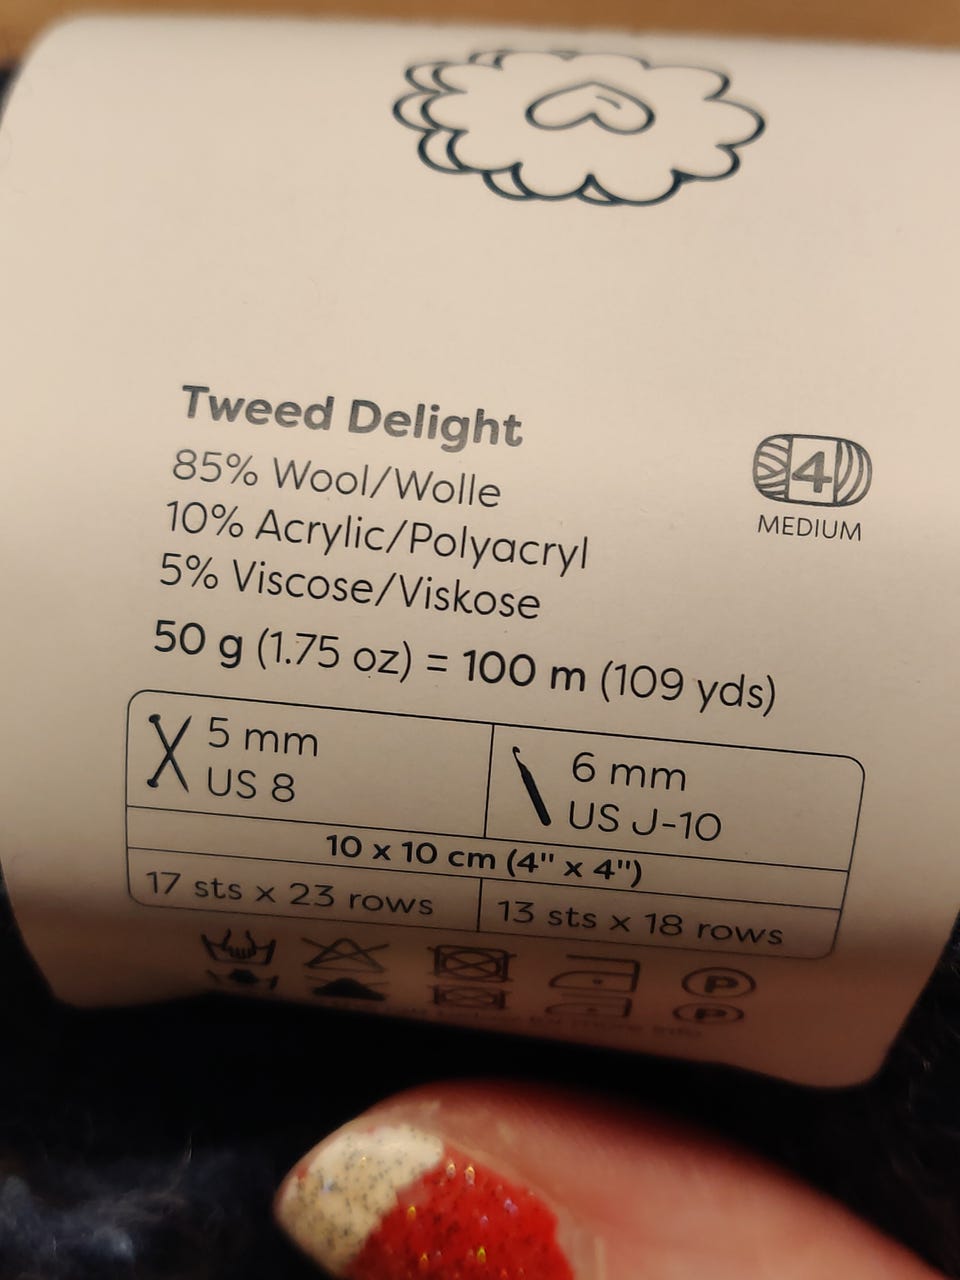 Tweed Delight
85% Wool/Wolle
10% Acrylic/Polyacryl
5% Viscose/Viskose
50 g (1.75 oz) = 100 m (109 yds)
4
MEDIUM
5 mm
US 8
6 mm
US J-10
10 x 10 cm (4" x 4")
17 sts x 23 rows
13 sts x 18 rows
P
P